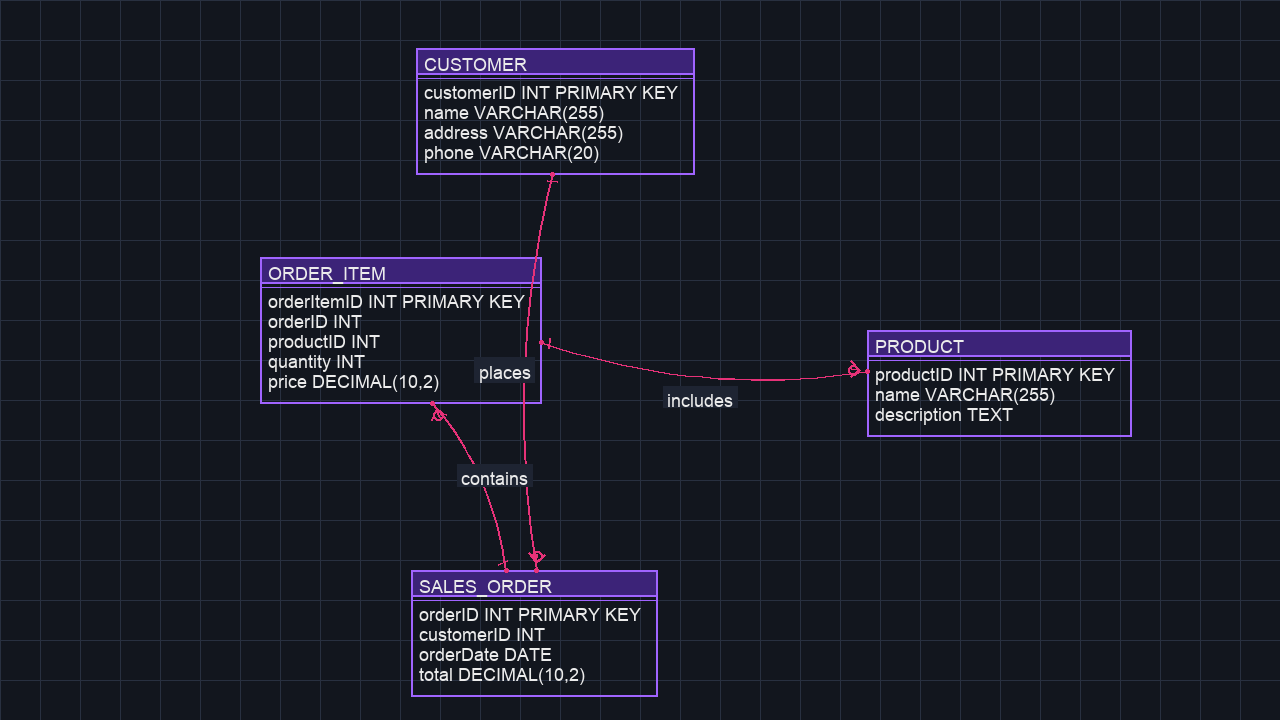 CUSTOMER
customerID INT PRIMARY KEY
name VARCHAR(255)
address VARCHAR(255)
phone VARCHAR(20)
ORDER_ITEM
orderItemID INT PRIMARY KEY
orderID INT
productID INT
quantity INT
price DECIMAL(10,2)
places
includes
PRODUCT
productID INT PRIMARY KEY
name VARCHAR(255)
description TEXT
contains
SALES_ORDER
orderID INT PRIMARY KEY
customerID INT
orderDate DATE
total DECIMAL(10,2)